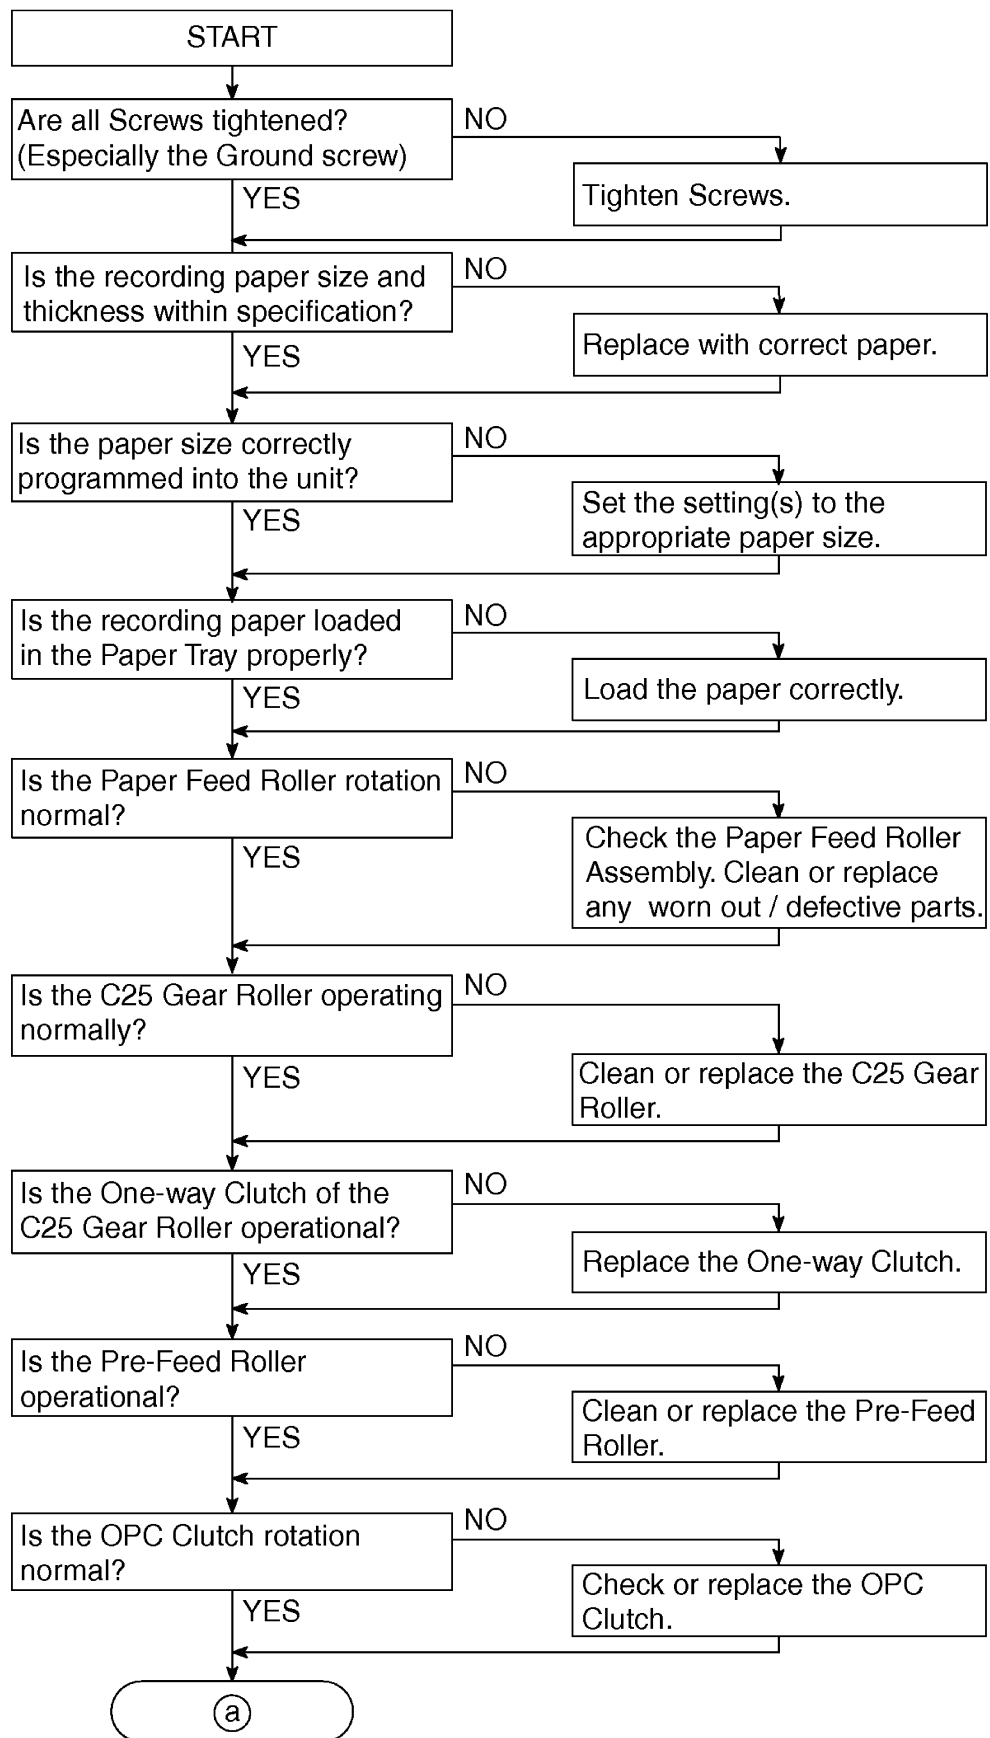 START
Are all Screws tightened?
(Especially the Ground screw)
NO
Tighten Screws.
YES
Is the recording paper size and
thickness within specification?
NO
Replace with correct paper.
YES
Is the paper size correctly
programmed into the unit?
NO
Set the setting(s) to the
appropriate paper size.
YES
Is the recording paper loaded
in the Paper Tray properly?
NO
Load the paper correctly.
YES
Is the Paper Feed Roller rotation
normal?
NO
Check the Paper Feed Roller
Assembly. Clean or replace
any worn out / defective parts.
YES
Is the C25 Gear Roller operating
normally?
NO
Clean or replace the C25 Gear
Roller.
YES
Is the One-way Clutch of the
C25 Gear Roller operational?
NO
Replace the One-way Clutch.
YES
Is the Pre-Feed Roller
operational?
NO
Clean or replace the Pre-Feed
Roller.
YES
Is the OPC Clutch rotation
normal?
NO
Check or replace the OPC
Clutch.
YES
a